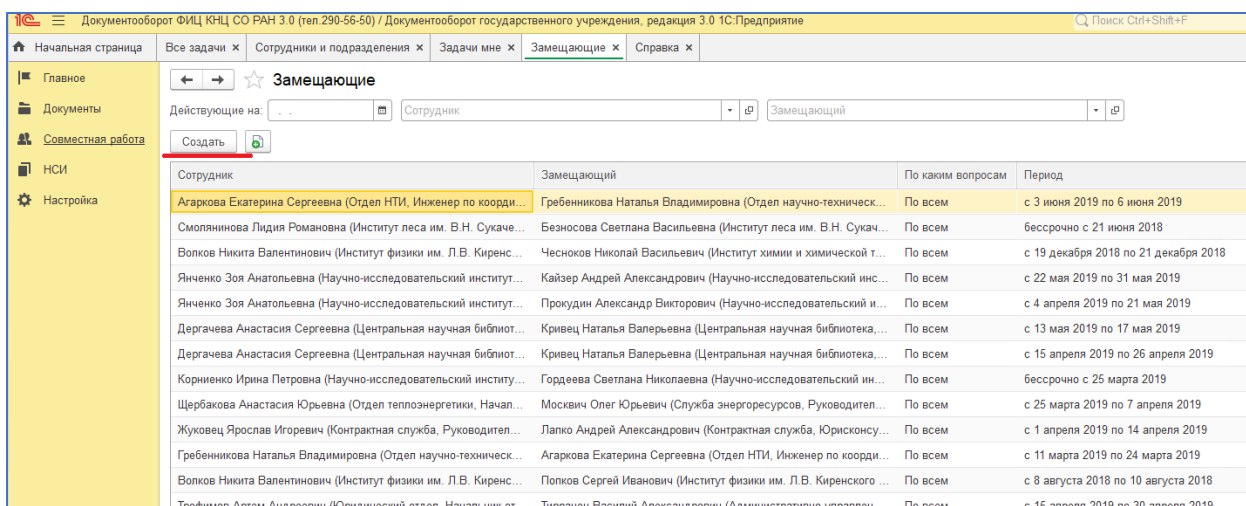 1С Документооборот ФИЦ КНЦ СО РАН 3.0 (тел.290-56-50) / Документооборот государственного учреждения, редакция 3.0 1С:Предприятие Поиск Ctrl+Shift+F
Начальная страница Все задачи × Сотрудники и подразделения × Задачи мне × Замещающие × Справка ×
Главное
Документы
Совместная работа
НСИ
Настройка
Замещающие
Действующие на: . . Сотрудник Замещающий
Создать
Сотрудник Замещающий По каким вопросам Период
Агаркова Екатерина Сергеевна (Отдел НТИ, Инженер по коорди... Гребенникова Наталья Владимировна (Отдел научно-техническ... По всем с 3 июня 2019 по 6 июня 2019
Смолянинова Лидия Романовна (Институт леса им. В.Н. Сукаче... Безносова Светлана Васильевна (Институт леса им. В.Н. Сукач... По всем бессрочно с 21 июня 2018
Волков Никита Валентинович (Институт физики им. Л.В. Киренс... Чесноков Николай Васильевич (Институт химии и химической т... По всем с 19 декабря 2018 по 21 декабря 2018
Янченко Зоя Анатольевна (Научно-исследовательский институт... Кайзер Андрей Александрович (Научно-исследовательский инс... По всем с 22 мая 2019 по 31 мая 2019
Янченко Зоя Анатольевна (Научно-исследовательский институт... Прокудин Александр Викторович (Научно-исследовательский и... По всем с 4 апреля 2019 по 21 мая 2019
Дергачева Анастасия Сергеевна (Центральная научная библиот... Кривец Наталья Валерьевна (Центральная научная библиотека,... По всем с 13 мая 2019 по 17 мая 2019
Дергачева Анастасия Сергеевна (Центральная научная библиот... Кривец Наталья Валерьевна (Центральная научная библиотека,... По всем с 15 апреля 2019 по 26 апреля 2019
Корниенко Ирина Петровна (Научно-исследовательский институ... Гордеева Светлана Николаевна (Научно-исследовательский ин... По всем бессрочно с 25 марта 2019
Щербакова Анастасия Юрьевна (Отдел теплоэнергетики, Начал... Москвич Олег Юрьевич (Служба энергоресурсов, Руководител... По всем с 25 марта 2019 по 7 апреля 2019
Жуковец Ярослав Игоревич (Контрактная служба, Руководител... Лапко Андрей Александрович (Контрактная служба, Юрисконсу... По всем с 1 апреля 2019 по 14 апреля 2019
Гребенникова Наталья Владимировна (Отдел научно-техническ... Агаркова Екатерина Сергеевна (Отдел НТИ, Инженер по коорди... По всем с 11 марта 2019 по 24 марта 2019
Волков Никита Валентинович (Институт физики им. Л.В. Киренс... Попков Сергей Иванович (Институт физики им. Л.В. Киренского ... По всем с 8 августа 2018 по 10 августа 2018